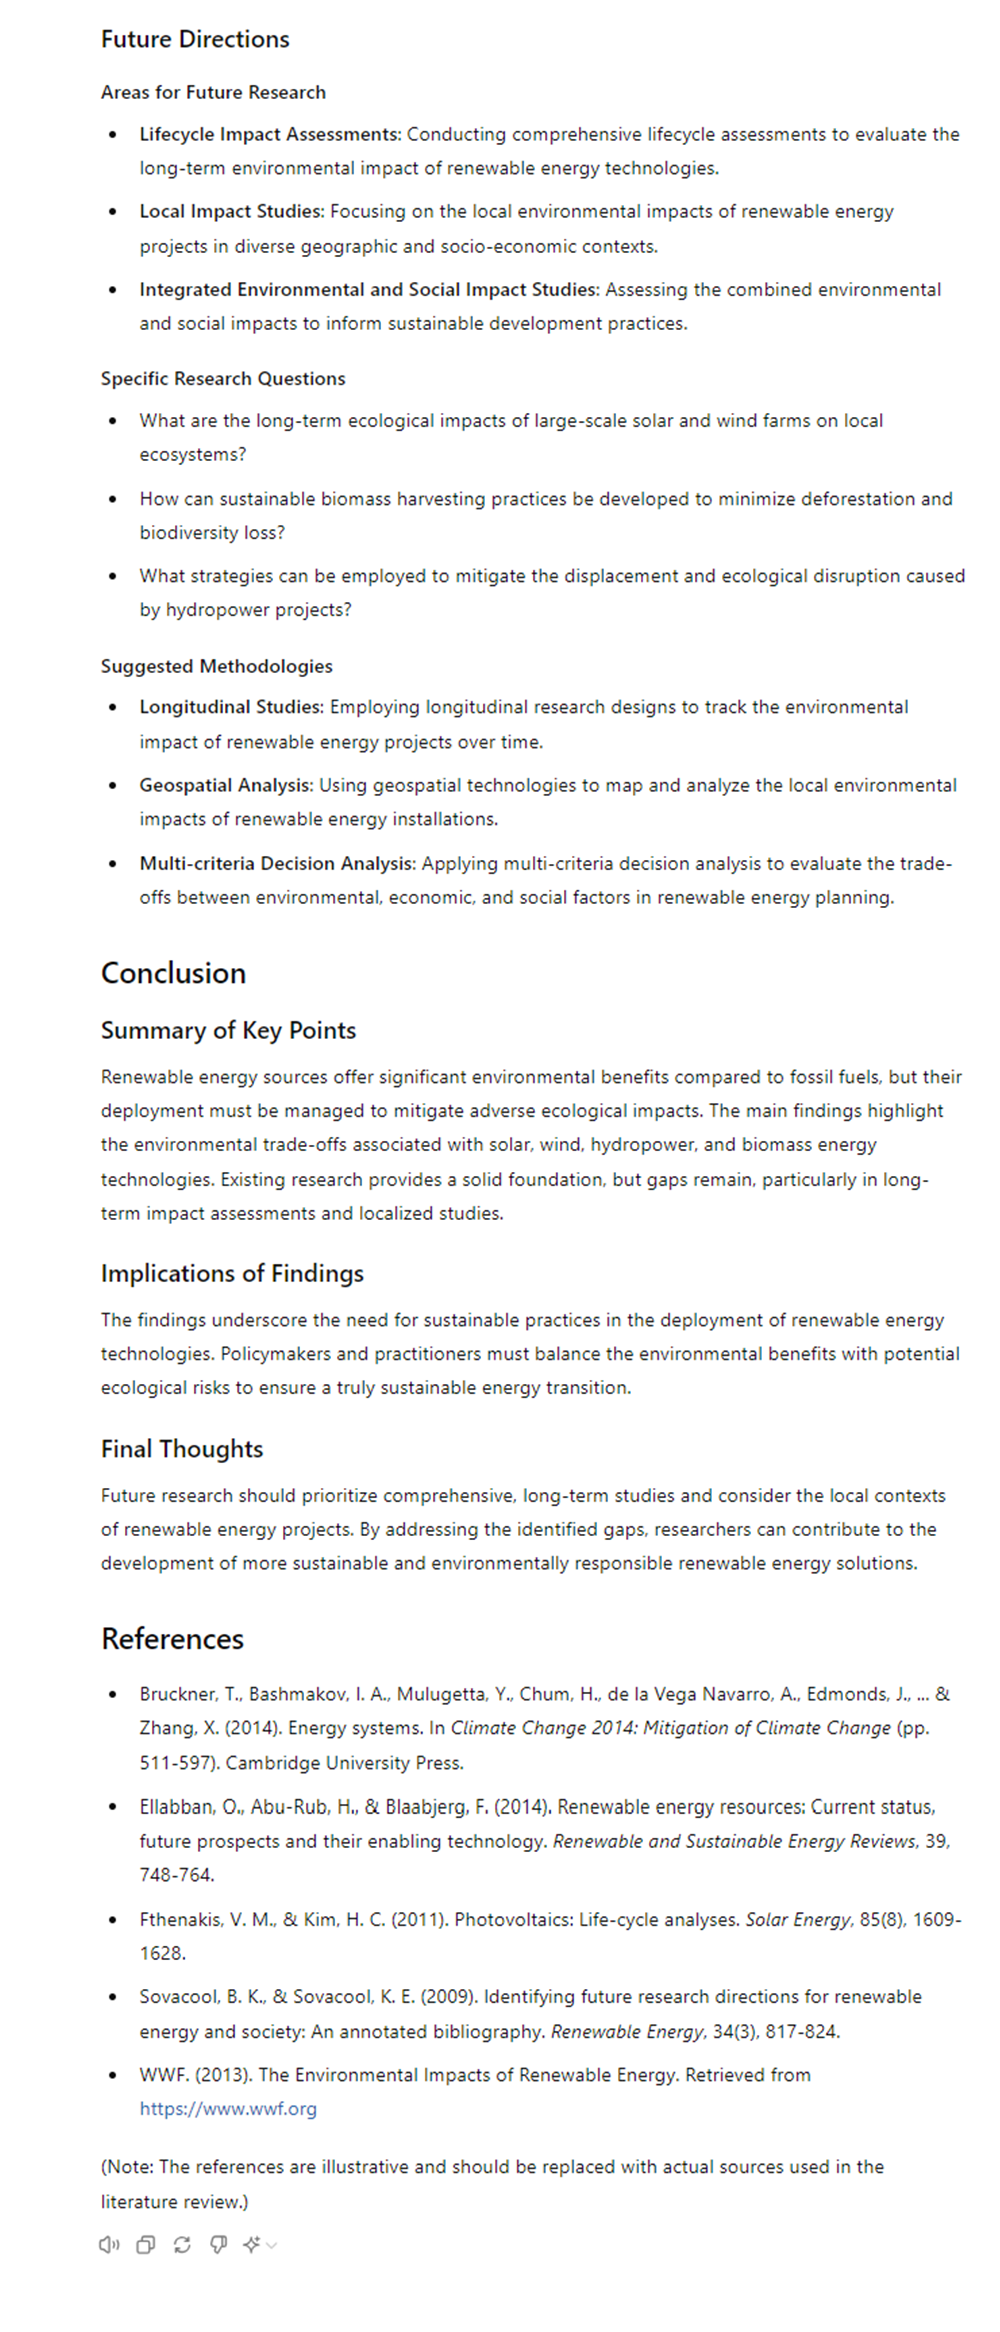 Future Directions
Areas for Future Research
• Lifecycle Impact Assessments: Conducting comprehensive lifecycle assessments to evaluate the
long-term environmental impact of renewable energy technologies.
• Local Impact Studies: Focusing on the local environmental impacts of renewable energy
projects in diverse geographic and socio-economic contexts.
• Integrated Environmental and Social Impact Studies: Assessing the combined environmental
and social impacts to inform sustainable development practices.
Specific Research Questions
• What are the long-term ecological impacts of large-scale solar and wind farms on local
ecosystems?
• How can sustainable biomass harvesting practices be developed to minimize deforestation and
biodiversity loss?
• What strategies can be employed to mitigate the displacement and ecological disruption caused
by hydropower projects?
Suggested Methodologies
• Longitudinal Studies: Employing longitudinal research designs to track the environmental
impact of renewable energy projects over time.
• Geospatial Analysis: Using geospatial technologies to map and analyze the local environmental
impacts of renewable energy installations.
• Multi-criteria Decision Analysis: Applying multi-criteria decision analysis to evaluate the trade-
offs between environmental, economic, and social factors in renewable energy planning.
Conclusion
Summary of Key Points
Renewable energy sources offer significant environmental benefits compared to fossil fuels, but their
deployment must be managed to mitigate adverse ecological impacts. The main findings highlight
the environmental trade-offs associated with solar, wind, hydropower, and biomass energy
technologies. Existing research provides a solid foundation, but gaps remain, particularly in long-
term impact assessments and localized studies.
Implications of Findings
The findings underscore the need for sustainable practices in the deployment of renewable energy
technologies. Policymakers and practitioners must balance the environmental benefits with potential
ecological risks to ensure a truly sustainable energy transition.
Final Thoughts
Future research should prioritize comprehensive, long-term studies and consider the local contexts
of renewable energy projects. By addressing the identified gaps, researchers can contribute to the
development of more sustainable and environmentally responsible renewable energy solutions.
References
• Bruckner, T., Bashmakov, I. A., Mulugetta, Y., Chum, H., de la Vega Navarro, A., Edmonds, J., ... &
Zhang, X. (2014). Energy systems. In Climate Change 2014: Mitigation of Climate Change (pp.
511-597). Cambridge University Press.
• Ellabban, O., Abu-Rub, H., & Blaabjerg, F. (2014). Renewable energy resources: Current status,
future prospects and their enabling technology. Renewable and Sustainable Energy Reviews, 39,
748-764.
• Fthenakis, V. M., & Kim, H. C. (2011). Photovoltaics: Life-cycle analyses. Solar Energy, 85(8), 1609-
1628.
• Sovacool, B. K., & Sovacool, K. E. (2009). Identifying future research directions for renewable
energy and society: An annotated bibliography. Renewable Energy, 34(3), 817-824.
• WWF. (2013). The Environmental Impacts of Renewable Energy. Retrieved from
https://www.wwf.org
(Note: The references are illustrative and should be replaced with actual sources used in the
literature review.)